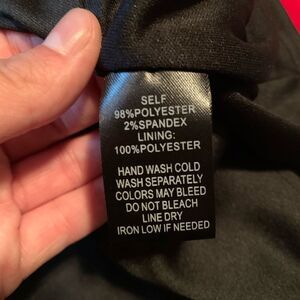 SELF
98%POLYESTER
2%SPANDEX
LINING:
100%POLYESTER
HAND WASH COLD
WASH SEPARATELY
COLORS MAY BLEED
DO NOT BLEACH
LINE DRY
IRON LOW IF NEEDED